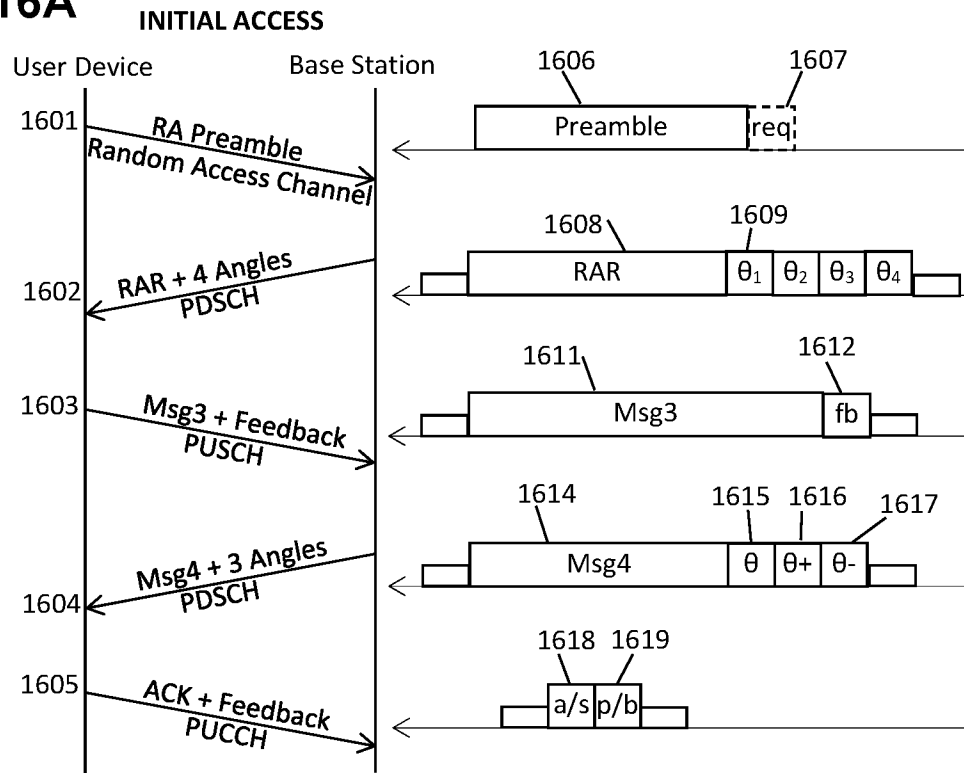 16A
INITIAL ACCESS
User Device
Base Station
1606
1607
1601
RA Preamble
Random Access Channel
Preamble
req
1608
1609
RAR + 4 Angles
PDSCH
1602
RAR
θ1
θ2
θ3
θ4
1611
1612
1603
Msg3 + Feedback
PUSCH
Msg3
fb
1614
1615
1616
1617
Msg4 + 3 Angles
PDSCH
1604
Msg4
θ
θ+
θ-
1618
1619
1605
ACK + Feedback
PUCCH
a/s
p/b